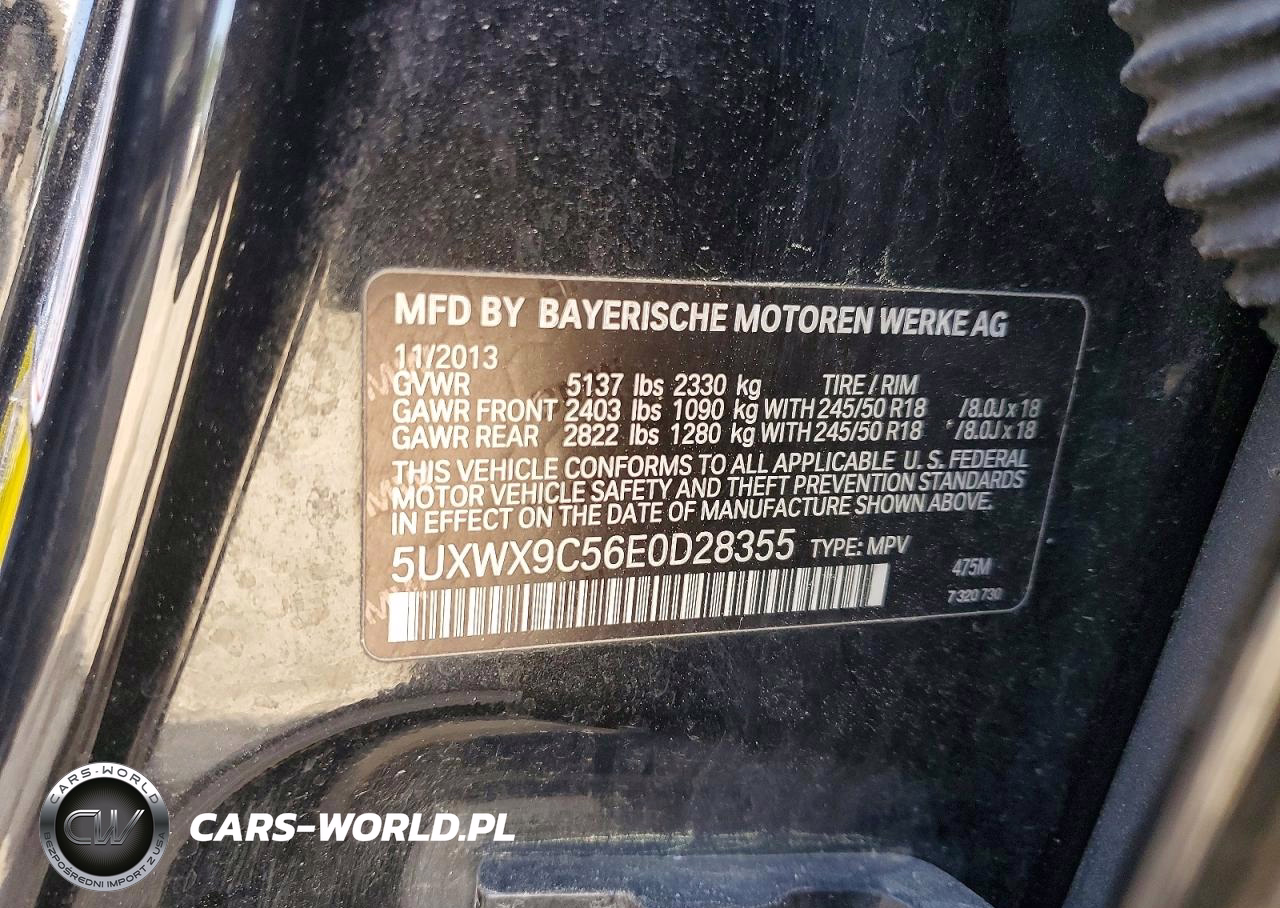 MFD BY BAYERISCHE MOTOREN WERKE AG
11/2013
GVWR 5137 lbs 2330 kg TIRE / RIM
GAWR FRONT 2403 lbs 1090 kg WITH 245/50 R18 /8.0J x 18
GAWR REAR 2822 lbs 1280 kg WITH 245/50 R18 /8.0J x 18
THIS VEHICLE CONFORMS TO ALL APPLICABLE U. S. FEDERAL
MOTOR VEHICLE SAFETY AND THEFT PREVENTION STANDARDS
IN EFFECT ON THE DATE OF MANUFACTURE SHOWN ABOVE.
5UXWX9C56E0D28355 TYPE: MPV
475M
7 320 730
CARS-WORLD
CW
BEZPOŚREDNI IMPORT Z USA
CARS-WORLD.PL